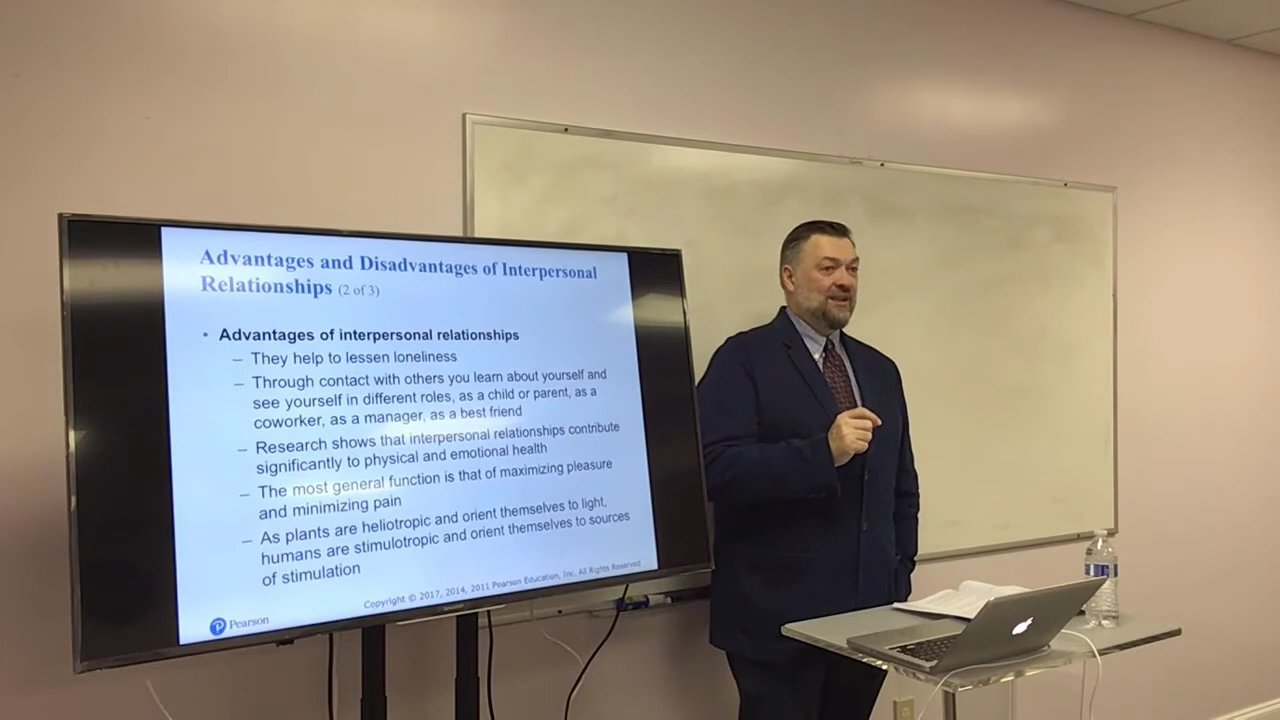 Advantages and Disadvantages of Interpersonal
Relationships (2 of 3)
• Advantages of interpersonal relationships
– They help to lessen loneliness
– Through contact with others you learn about yourself and
see yourself in different roles, as a child or parent, as a
coworker, as a manager, as a best friend
– Research shows that interpersonal relationships contribute
significantly to physical and emotional health
– The most general function is that of maximizing pleasure
and minimizing pain
– As plants are heliotropic and orient themselves to light,
humans are stimulotropic and orient themselves to sources
of stimulation
Copyright © 2017, 2014, 2011 Pearson Education, Inc. All Rights Reserved
Pearson